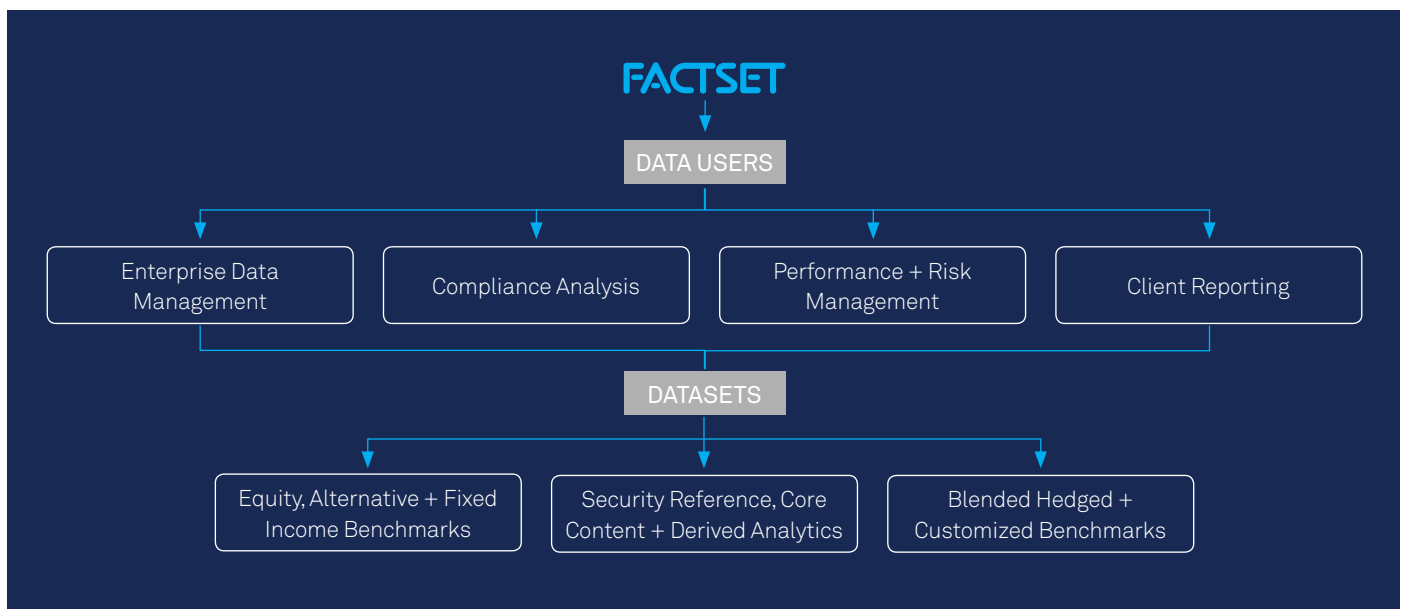 FACTSET
DATA USERS
Enterprise Data
Management
Compliance Analysis
Performance + Risk
Management
Client Reporting
DATASETS
Equity, Alternative + Fixed
Income Benchmarks
Security Reference, Core
Content + Derived Analytics
Blended Hedged +
Customized Benchmarks